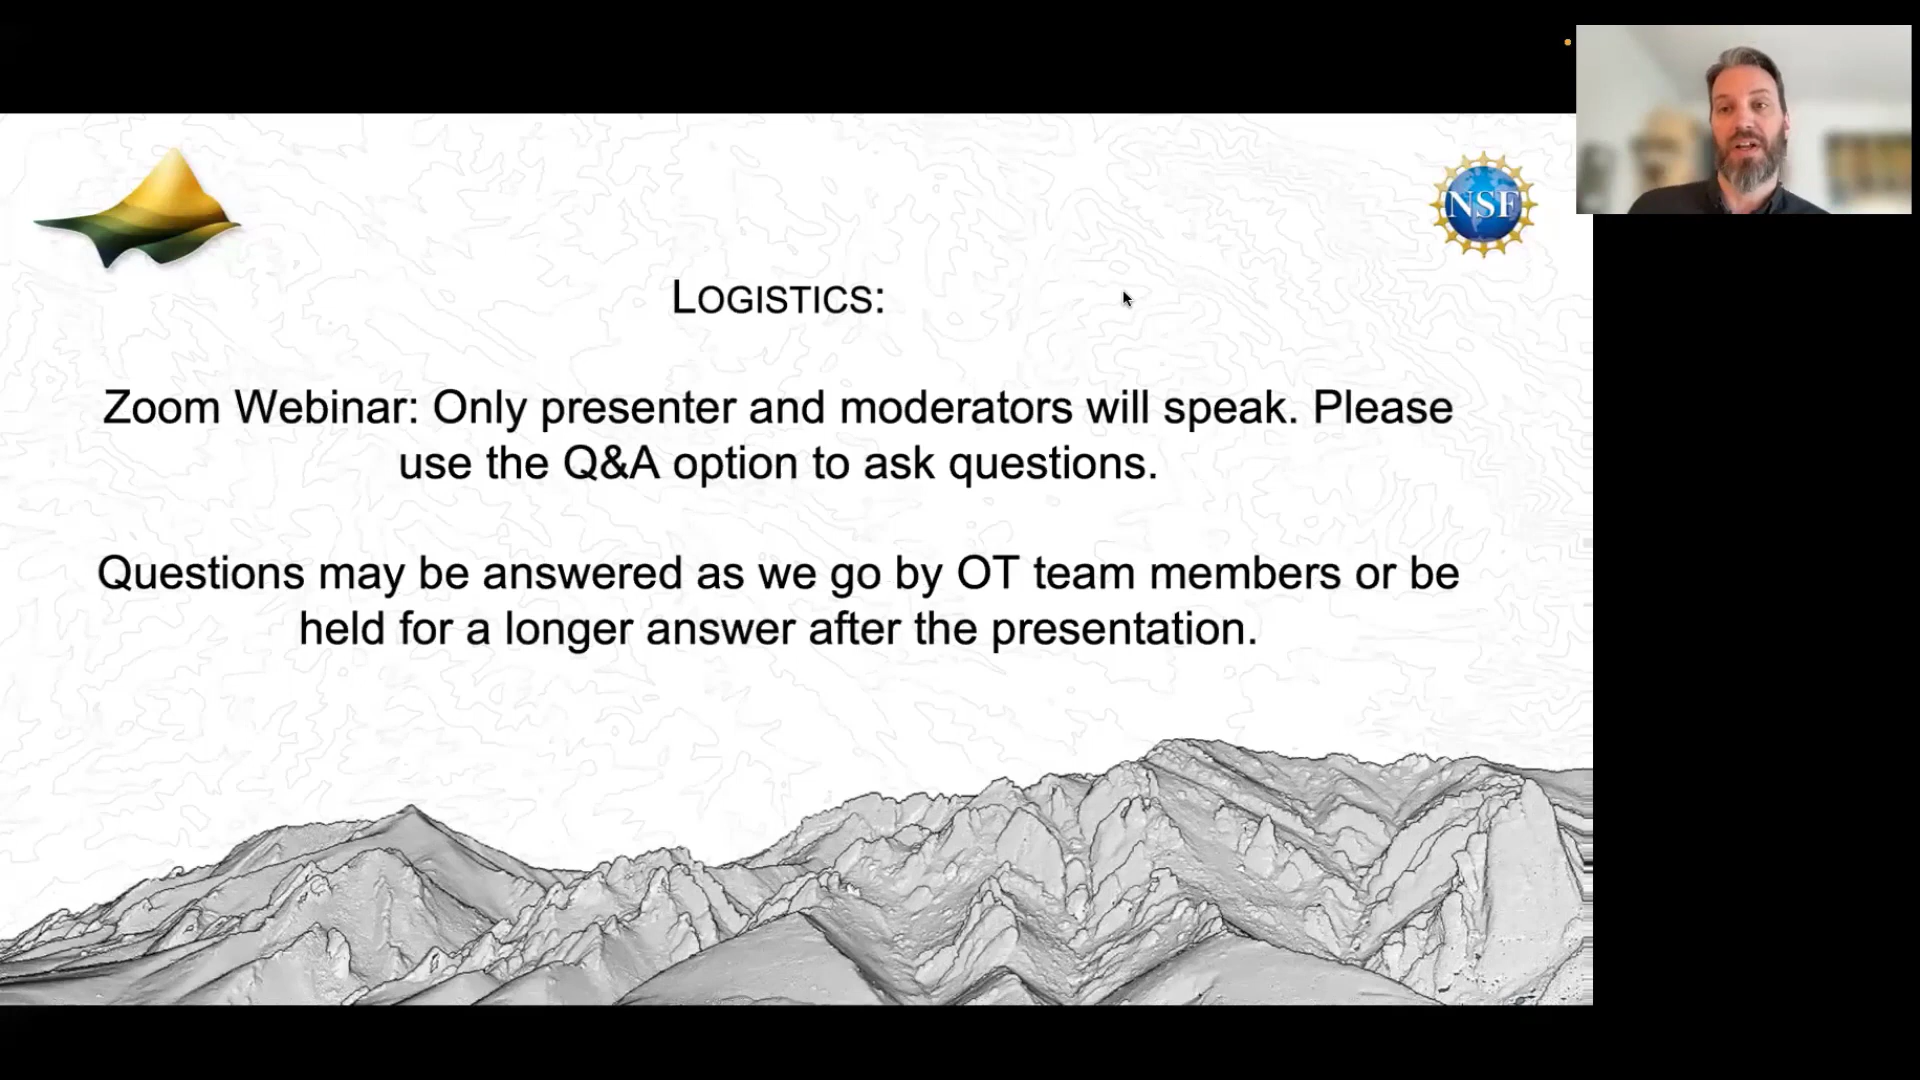 NSF
LOGISTICS:
Zoom Webinar: Only presenter and moderators will speak. Please
use the Q&A option to ask questions.
Questions may be answered as we go by OT team members or be
held for a longer answer after the presentation.